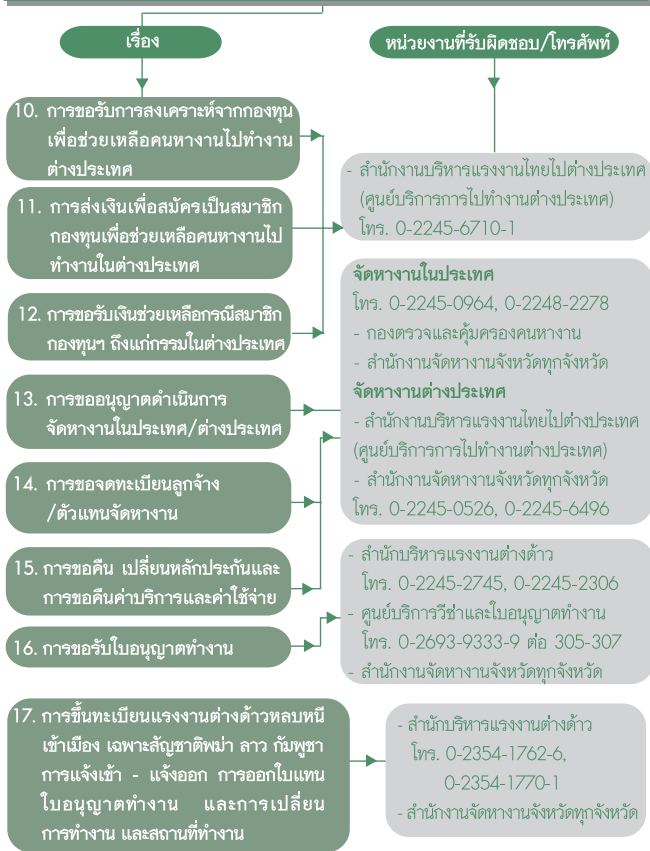 เรื่อง
หน่วยงานที่รับผิดชอบ/โทรศัพท์
10. การขอรับการสงเคราะห์จากกองทุน
เพื่อช่วยเหลือคนหางานไปทำงาน
ต่างประเทศ
11. การส่งเงินเพื่อสมัครเป็นสมาชิก
กองทุนเพื่อช่วยเหลือคนหางานไป
ทำงานในต่างประเทศ
12. การขอรับเงินช่วยเหลือกรณีสมาชิก
กองทุนฯ ถึงแก่กรรมในต่างประเทศ
- สำนักงานบริหารแรงงานไทยไปต่างประเทศ
(ศูนย์บริการการไปทำงานต่างประเทศ)
โทร. 0-2245-6710-1
13. การขออนุญาตดำเนินการ
จัดหางานในประเทศ/ต่างประเทศ
14. การขอจดทะเบียนลูกจ้าง
/ตัวแทนจัดหางาน
15. การขอคืน เปลี่ยนหลักประกันและ
การขอคืนค่าบริการและค่าใช้จ่าย
จัดหางานในประเทศ
โทร. 0-2245-0964, 0-2248-2278
- กองตรวจและคุ้มครองคนหางาน
- สำนักงานจัดหางานจังหวัดทุกจังหวัด
จัดหางานต่างประเทศ
- สำนักงานบริหารแรงงานไทยไปต่างประเทศ
(ศูนย์บริการการไปทำงานต่างประเทศ)
- สำนักงานจัดหางานจังหวัดทุกจังหวัด
โทร. 0-2245-0526, 0-2245-6496
16. การขอรับใบอนุญาตทำงาน
- สำนักบริหารแรงงานต่างด้าว
โทร. 0-2245-2745, 0-2245-2306
- ศูนย์บริการวีซ่าและใบอนุญาตทำงาน
โทร. 0-2693-9333-9 ต่อ 305-307
- สำนักงานจัดหางานจังหวัดทุกจังหวัด
17. การขึ้นทะเบียนแรงงานต่างด้าวหลบหนี
เข้าเมือง เฉพาะสัญชาติพม่า ลาว กัมพูชา
การแจ้งเข้า - แจ้งออก การออกใบแทน
ใบอนุญาตทำงาน และการเปลี่ยน
การทำงาน และสถานที่ทำงาน
- สำนักบริหารแรงงานต่างด้าว
โทร. 0-2354-1762-6,
0-2354-1770-1
- สำนักงานจัดหางานจังหวัดทุกจังหวัด